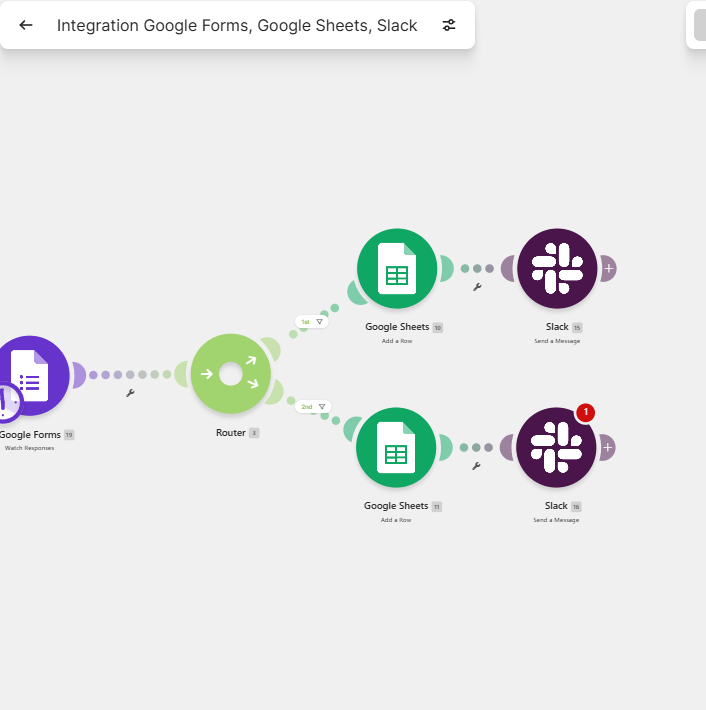 Integration Google Forms, Google Sheets, Slack
1st
Google Sheets 10
Add a Row
Slack 15
Send a Message
Google Forms 19
Watch Responses
Router 3
2nd
1
Google Sheets 11
Add a Row
Slack 16
Send a Message